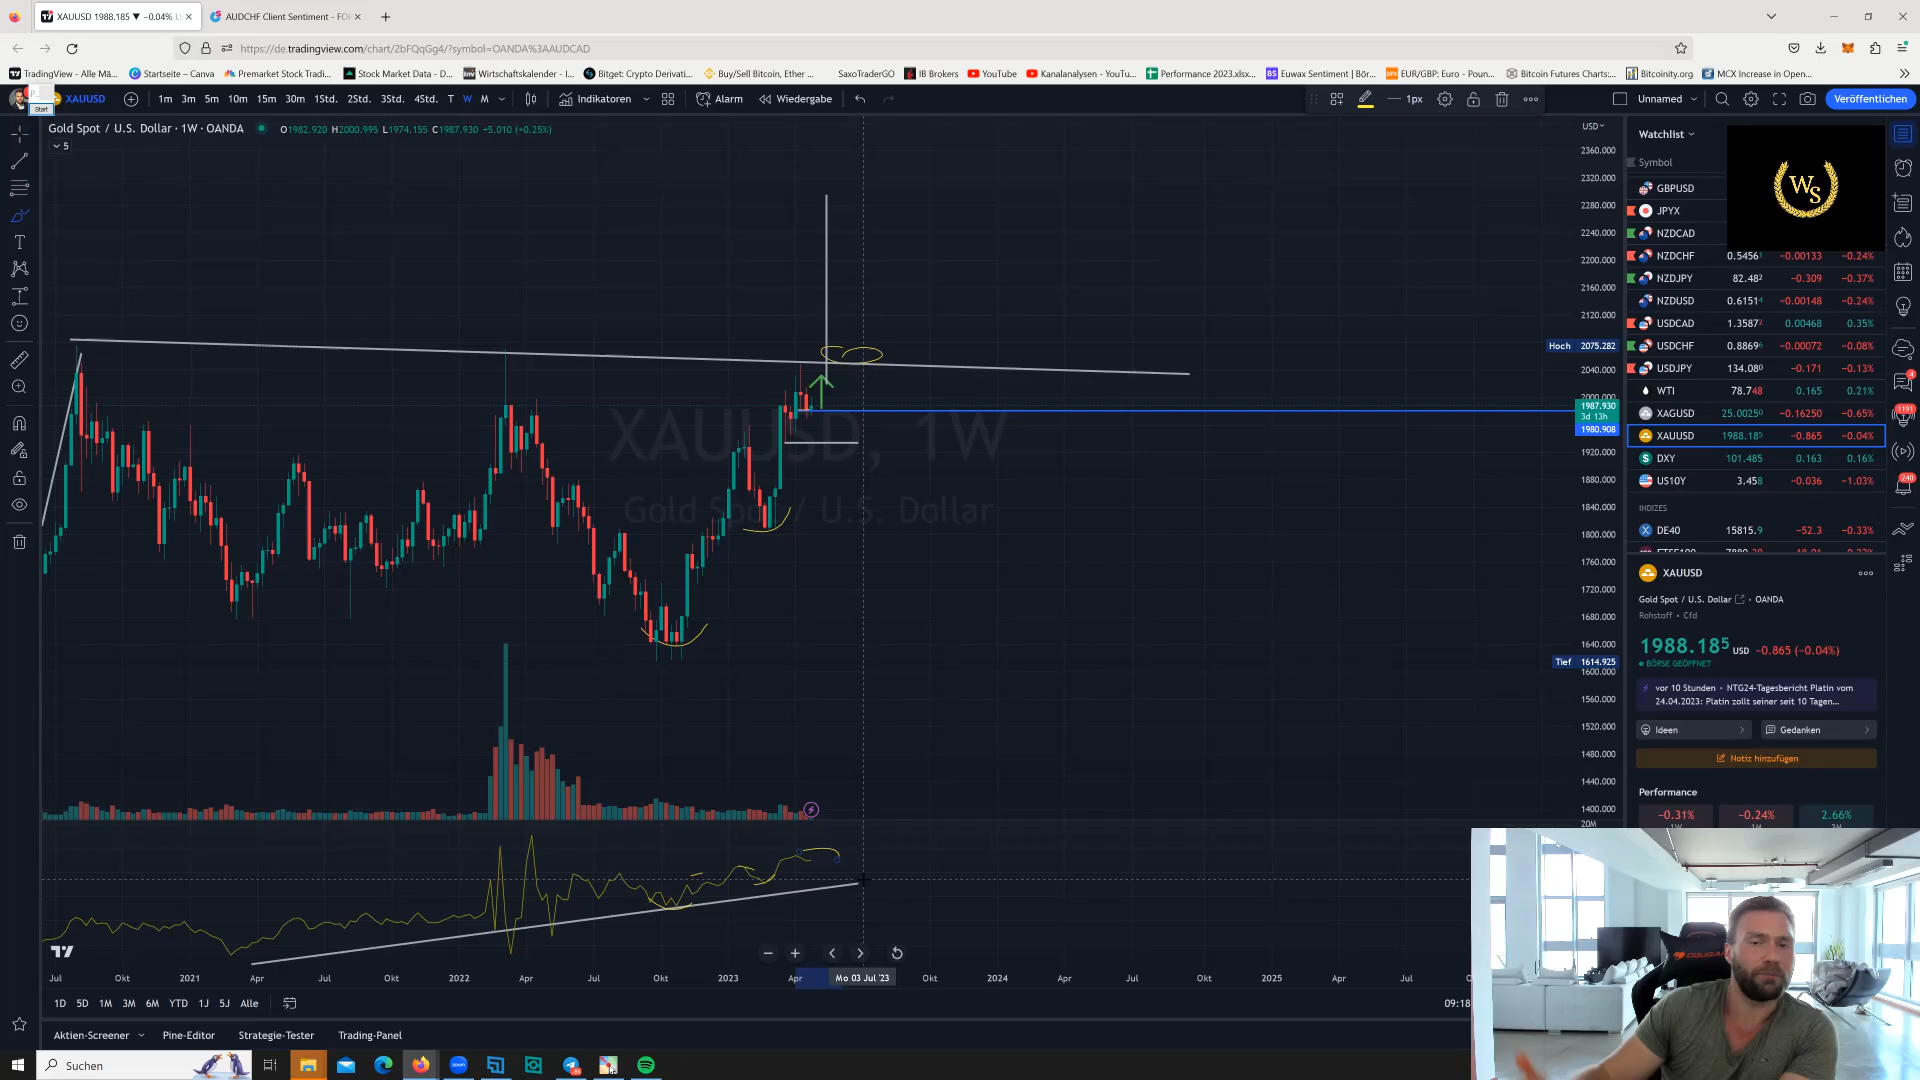 XAUUSD 1988.185 ▼ −0.04%
AUDCHF Client Sentiment - FO
https://de.tradingview.com/chart/2bFQqGg4/?symbol=OANDA%3AAUDCAD
TradingView - Alle Mä... Startseite – Canva Premarket Stock Tradi... Stock Market Data - D... Wirtschaftskalender - I... Bitget: Crypto Derivati... Buy/Sell Bitcoin, Ether ... SaxoTraderGO IB Brokers YouTube Kanalanalysen - YouT... Performance 2023.xlsx... Euwax Sentiment | Bör... EUR/GBP: Euro - Poun... Bitcoin Futures Charts... Bitcoinity.org MCX Increase in Open...
Start
XAUUSD 1m 3m 5m 10m 15m 30m 1Std. 2Std. 3Std. 4Std. T W M Indikatoren Alarm Wiedergabe 1px Unnamed Veröffentlichen
Gold Spot / U.S. Dollar · 1W · OANDA O1982.920 H2000.995 L1974.155 C1987.930 +5.010 (+0.25%)
5
XAUUSD, 1W
Gold Spot / U.S. Dollar
USD
2360.000
2320.000
2280.000
2240.000
2200.000
2160.000
2120.000
Hoch 2075.282
2040.000
2000.000
1987.930
3d 13h
1980.908
1920.000
1880.000
1840.000
1800.000
1760.000
1720.000
1680.000
1640.000
Tief 1614.925
1600.000
1560.000
1520.000
1480.000
1440.000
1400.000
20M
Jul Okt 2021 Apr Jul Okt 2022 Apr Jul Okt 2023 Apr Mo 03 Jul '23 Okt 2024 Apr Jul Okt 2025 Apr Jul
1D 5D 1M 3M 6M YTD 1J 5J Alle
09:18
Aktien-Screener Pine-Editor Strategie-Tester Trading-Panel
Watchlist
WS
Symbol
GBPUSD
JPYX
NZDCAD
NZDCHF 0.5456 −0.00133 −0.24%
NZDJPY 82.48² −0.309 −0.37%
NZDUSD 0.6151⁴ −0.00148 −0.24%
USDCAD 1.3587² 0.00468 0.35%
USDCHF 0.8869⁶ −0.00072 −0.08%
USDJPY 134.08⁰ −0.171 −0.13%
WTI 78.748 0.165 0.21%
XAGUSD 25.0025⁰ −0.16250 −0.65%
XAUUSD 1988.18⁵ −0.865 −0.04%
DXY 101.485 0.163 0.16%
US10Y 3.458 −0.036 −1.03%
INDIZES
DE40 15815.9 −52.3 −0.33%
4
1191
240
XAUUSD
Gold Spot / U.S. Dollar · OANDA
Rohstoff · Cfd
1988.18⁵ USD −0.865 (−0.04%)
BÖRSE GEÖFFNET
vor 10 Stunden · NTG24-Tagesbericht Platin vom
24.04.2023: Platin zollt seiner seit 10 Tagen...
Ideen Gedanken
Notiz hinzufügen
Performance
−0.31% −0.24% 2.66%
COUGAR
Suchen
zoom